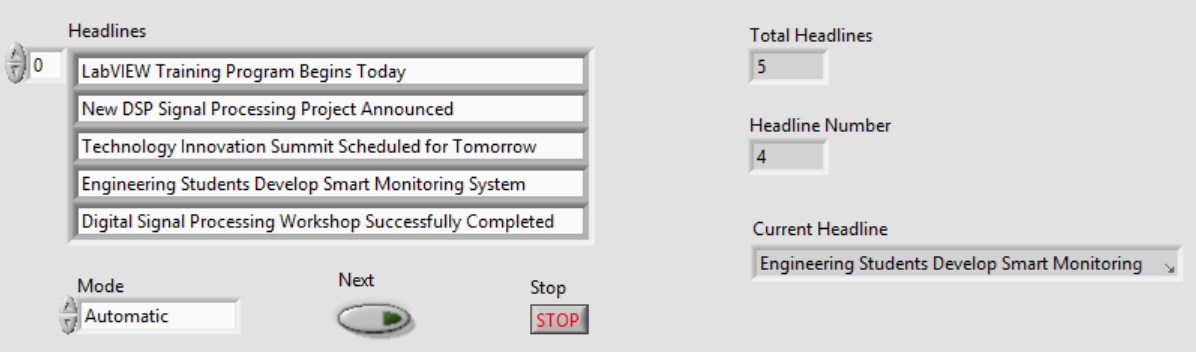 Headlines
0
LabVIEW Training Program Begins Today
New DSP Signal Processing Project Announced
Technology Innovation Summit Scheduled for Tomorrow
Engineering Students Develop Smart Monitoring System
Digital Signal Processing Workshop Successfully Completed
Mode
Automatic
Next
Stop
STOP
Total Headlines
5
Headline Number
4
Current Headline
Engineering Students Develop Smart Monitoring